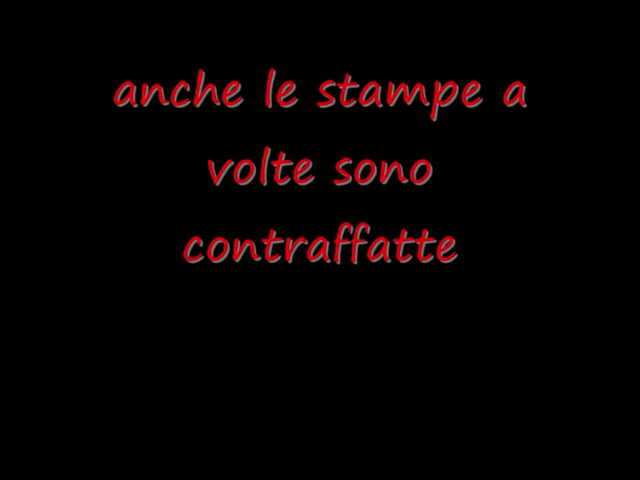 anche le stampe a
volte sono
contraffatte